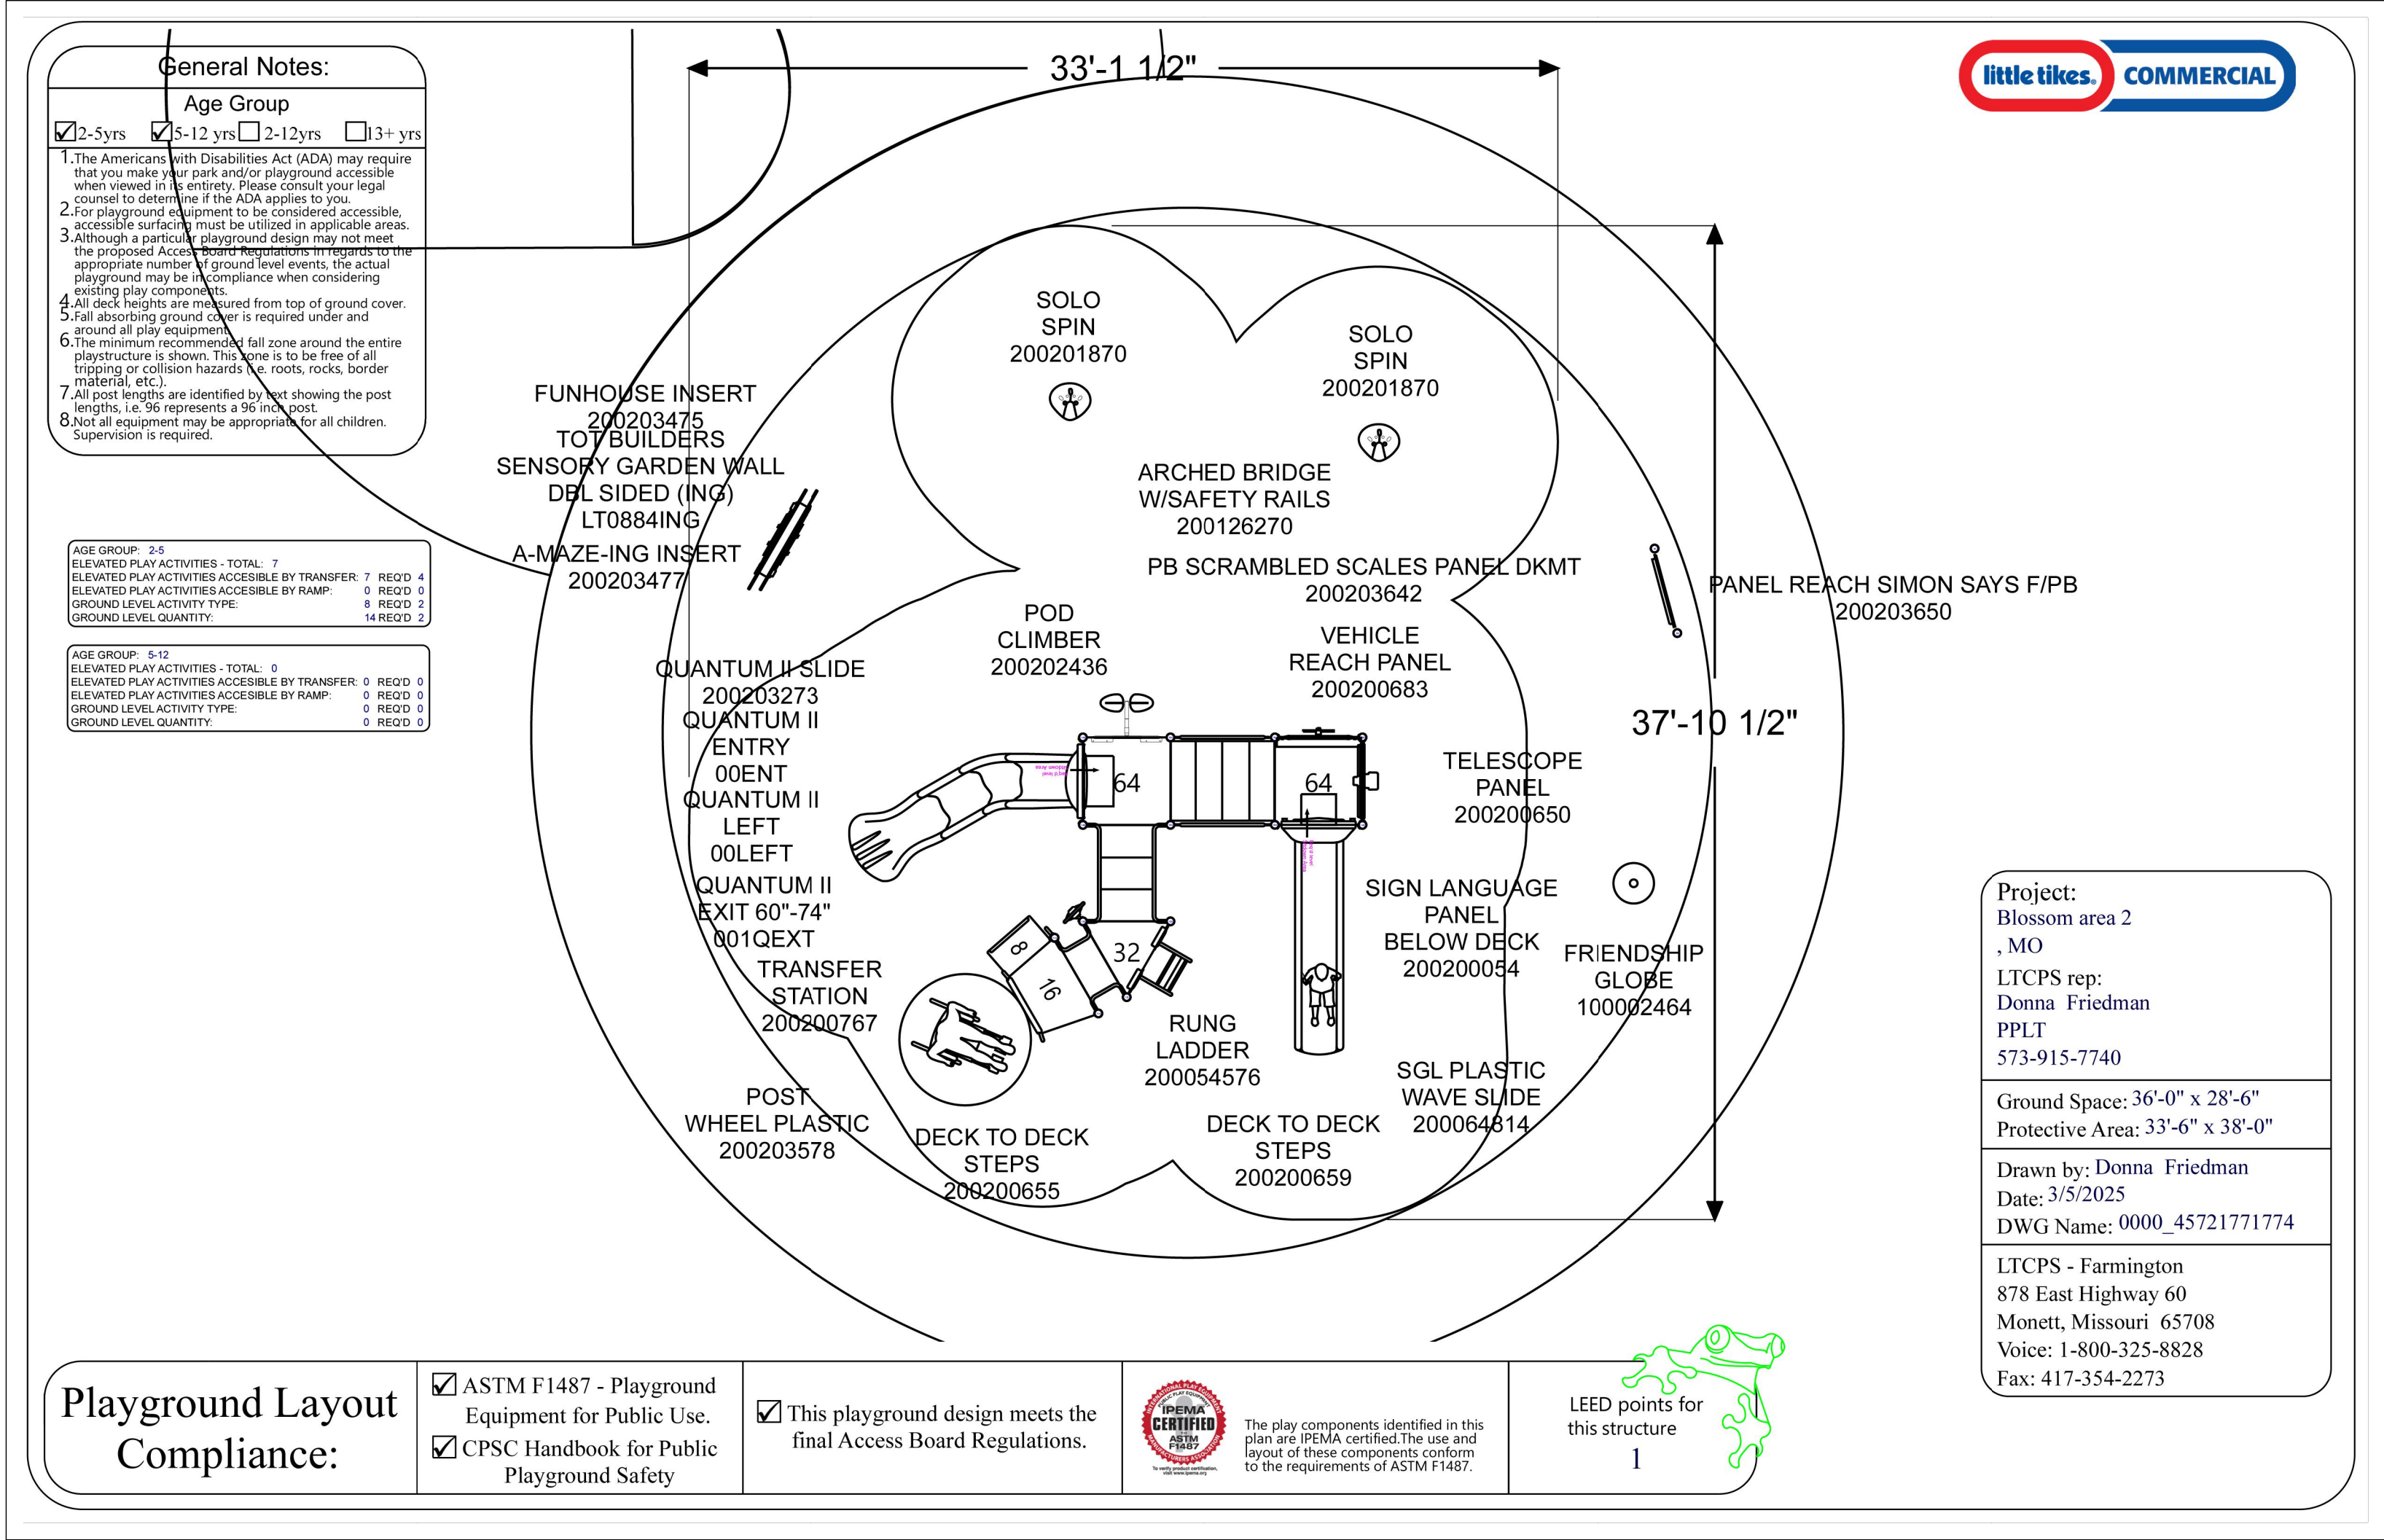 General Notes:
Age Group
2-5yrs 5-12 yrs 2-12yrs 13+ yrs
1.The Americans with Disabilities Act (ADA) may require
that you make your park and/or playground accessible
when viewed in its entirety. Please consult your legal
counsel to determine if the ADA applies to you.
2.For playground equipment to be considered accessible,
accessible surfacing must be utilized in applicable areas.
3.Although a particular playground design may not meet
the proposed Access Board Regulations in regards to the
appropriate number of ground level events, the actual
playground may be in compliance when considering
existing play components.
4.All deck heights are measured from top of ground cover.
5.Fall absorbing ground cover is required under and
around all play equipment.
6.The minimum recommended fall zone around the entire
playstructure is shown. This zone is to be free of all
tripping or collision hazards (i.e. roots, rocks, border
material, etc.).
7.All post lengths are identified by text showing the post
lengths, i.e. 96 represents a 96 inch post.
8.Not all equipment may be appropriate for all children.
Supervision is required.
33'-1 1/2"
little tikes. COMMERCIAL
AGE GROUP: 2-5
ELEVATED PLAY ACTIVITIES - TOTAL: 7
ELEVATED PLAY ACTIVITIES ACCESIBLE BY TRANSFER: 7 REQ'D 4
ELEVATED PLAY ACTIVITIES ACCESIBLE BY RAMP: 0 REQ'D 0
GROUND LEVEL ACTIVITY TYPE: 8 REQ'D 2
GROUND LEVEL QUANTITY: 14 REQ'D 2
AGE GROUP: 5-12
ELEVATED PLAY ACTIVITIES - TOTAL: 0
ELEVATED PLAY ACTIVITIES ACCESIBLE BY TRANSFER: 0 REQ'D 0
ELEVATED PLAY ACTIVITIES ACCESIBLE BY RAMP: 0 REQ'D 0
GROUND LEVEL ACTIVITY TYPE: 0 REQ'D 0
GROUND LEVEL QUANTITY: 0 REQ'D 0
SOLO
SPIN
200201870
SOLO
SPIN
200201870
FUNHOUSE INSERT
200203475
TOT BUILDERS
SENSORY GARDEN WALL
DBL SIDED (ING)
LT0884ING
A-MAZE-ING INSERT
200203477
ARCHED BRIDGE
W/SAFETY RAILS
200126270
PB SCRAMBLED SCALES PANEL DKMT
200203642
PANEL REACH SIMON SAYS F/PB
200203650
POD
CLIMBER
200202436
VEHICLE
REACH PANEL
200200683
37'-10 1/2"
QUANTUM II SLIDE
200203273
QUANTUM II
ENTRY
00ENT
QUANTUM II
LEFT
00LEFT
QUANTUM II
EXIT 60"-74"
001QEXT
64
64
TELESCOPE
PANEL
200200650
32
8
16
SIGN LANGUAGE
PANEL
BELOW DECK
200200054
FRIENDSHIP
GLOBE
100002464
TRANSFER
STATION
200200767
RUNG
LADDER
200054576
SGL PLASTIC
WAVE SLIDE
200064814
POST
WHEEL PLASTIC
200203578
DECK TO DECK
STEPS
200200655
DECK TO DECK
STEPS
200200659
Project:
Blossom area 2
, MO
LTCPS rep:
Donna Friedman
PPLT
573-915-7740
Ground Space: 36'-0" x 28'-6"
Protective Area: 33'-6" x 38'-0"
Drawn by: Donna Friedman
Date: 3/5/2025
DWG Name: 0000_45721771774
LTCPS - Farmington
878 East Highway 60
Monett, Missouri 65708
Voice: 1-800-325-8828
Fax: 417-354-2273
Playground Layout
Compliance:
ASTM F1487 - Playground
Equipment for Public Use.
CPSC Handbook for Public
Playground Safety
This playground design meets the
final Access Board Regulations.
INTERNATIONAL PLAY EQUIPMENT
MANUFACTURERS ASSOCIATION
PUBLIC PLAY EQUIPMENT
IPEMA
CERTIFIED
ASTM
F1487
To verify product certification,
visit www.ipema.org
The play components identified in this
plan are IPEMA certified.The use and
layout of these components conform
to the requirements of ASTM F1487.
LEED points for
this structure
1